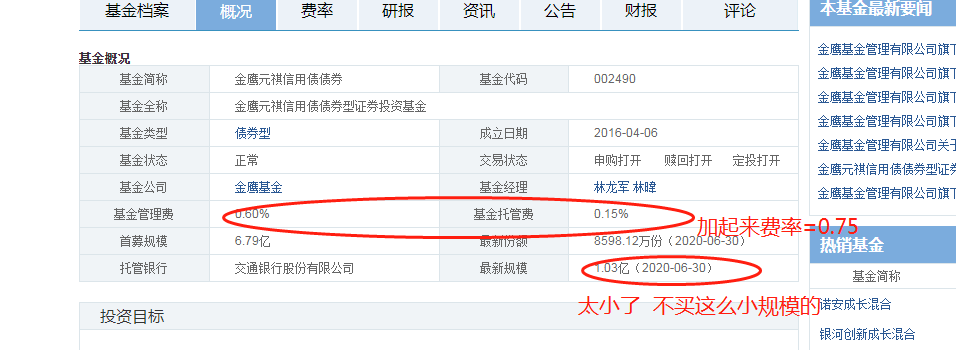 基金档案 概况 费率 研报 资讯 公告 财报 评论
本基金最新要闻
基金概况
基金简称 金鹰元祺信用债债券 基金代码 002490
基金全称 金鹰元祺信用债债券型证券投资基金
基金类型 债券型 成立日期 2016-04-06
基金状态 正常 交易状态 申购打开 赎回打开 定投打开
基金公司 金鹰基金 基金经理 林龙军 林暐
基金管理费 0.60% 基金托管费 0.15%
加起来费率=0.75
首募规模 6.79亿 最新份额 8598.12万份（2020-06-30）
托管银行 交通银行股份有限公司 最新规模 1.03亿（2020-06-30）
太小了 不买这么小规模的
投资目标
金鹰基金管理有限公司旗下
金鹰基金管理有限公司旗下
金鹰基金管理有限公司旗下
金鹰基金管理有限公司旗下
金鹰基金管理有限公司关于
金鹰元祺信用债债券型证券
金鹰基金管理有限公司旗下
热销基金
基金简称
诺安成长混合
银河创新成长混合